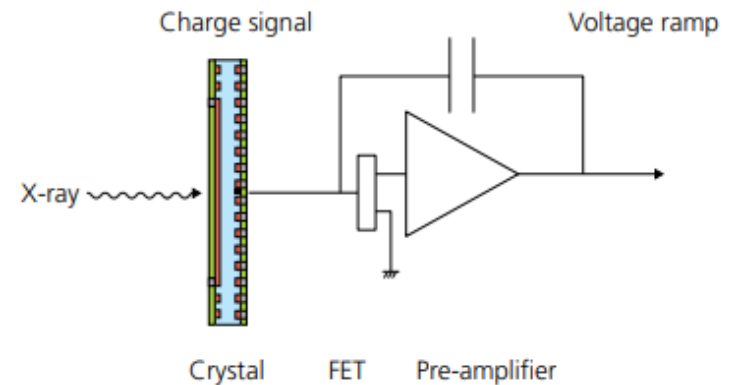 Charge signal
Voltage ramp
X-ray
Crystal
FET
Pre-amplifier